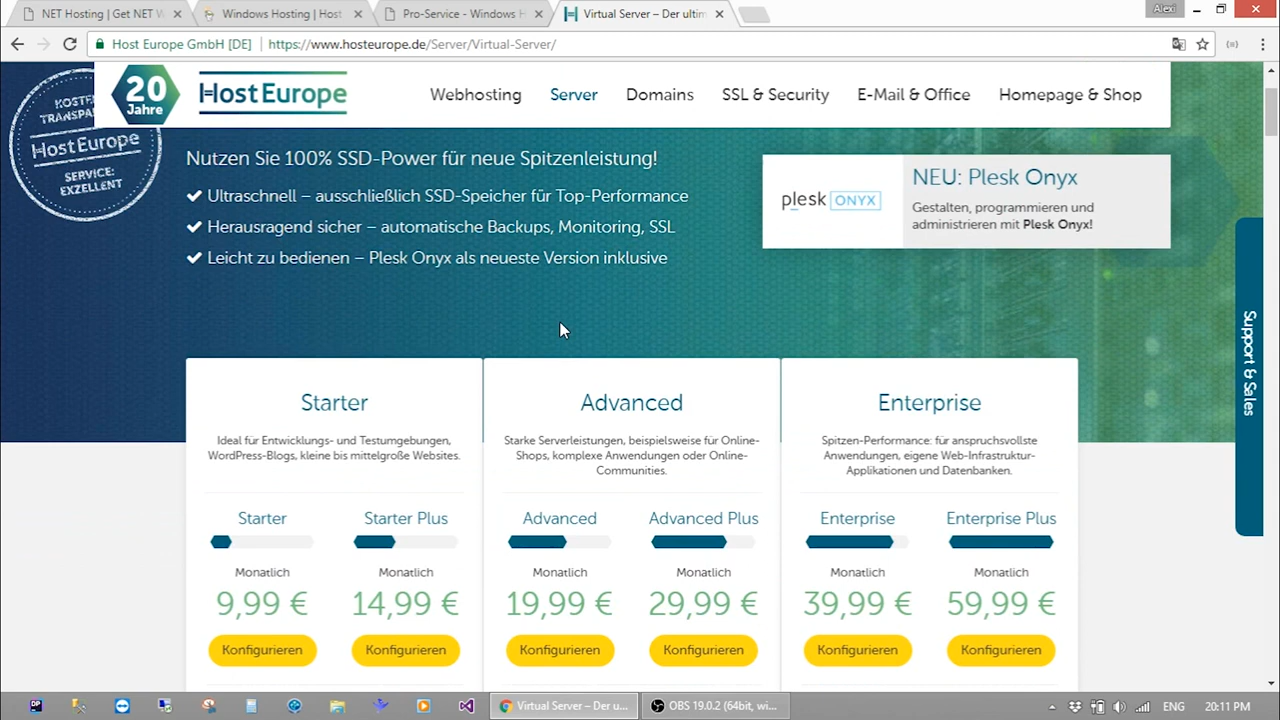 NET Hosting | Get NET W
Windows Hosting | Host
Pro-Service - Windows H
Virtual Server – Der ultim
Alexi
Host Europe GmbH [DE]
https://www.hosteurope.de/Server/Virtual-Server/
KOSTEN
TRANSPA
HostEurope
SERVICE:
EXZELLENT
20
Jahre
HostEurope
Webhosting
Server
Domains
SSL & Security
E-Mail & Office
Homepage & Shop
Nutzen Sie 100% SSD-Power für neue Spitzenleistung!
Ultraschnell – ausschließlich SSD-Speicher für Top-Performance
Herausragend sicher – automatische Backups, Monitoring, SSL
Leicht zu bedienen – Plesk Onyx als neueste Version inklusive
plesk ONYX
NEU: Plesk Onyx
Gestalten, programmieren und
administrieren mit Plesk Onyx!
Support & Sales
Starter
Ideal für Entwicklungs- und Testumgebungen,
WordPress-Blogs, kleine bis mittelgroße Websites.
Starter
Starter Plus
Monatlich
Monatlich
9,99 €
14,99 €
Konfigurieren
Konfigurieren
Advanced
Starke Serverleistungen, beispielsweise für Online-
Shops, komplexe Anwendungen oder Online-
Communities.
Advanced
Advanced Plus
Monatlich
Monatlich
19,99 €
29,99 €
Konfigurieren
Konfigurieren
Enterprise
Spitzen-Performance: für anspruchsvollste
Anwendungen, eigene Web-Infrastruktur-
Applikationen und Datenbanken.
Enterprise
Enterprise Plus
Monatlich
Monatlich
39,99 €
59,99 €
Konfigurieren
Konfigurieren
DP
Virtual Server – Der u...
OBS 19.0.2 (64bit, wi...
ENG
20:11 PM